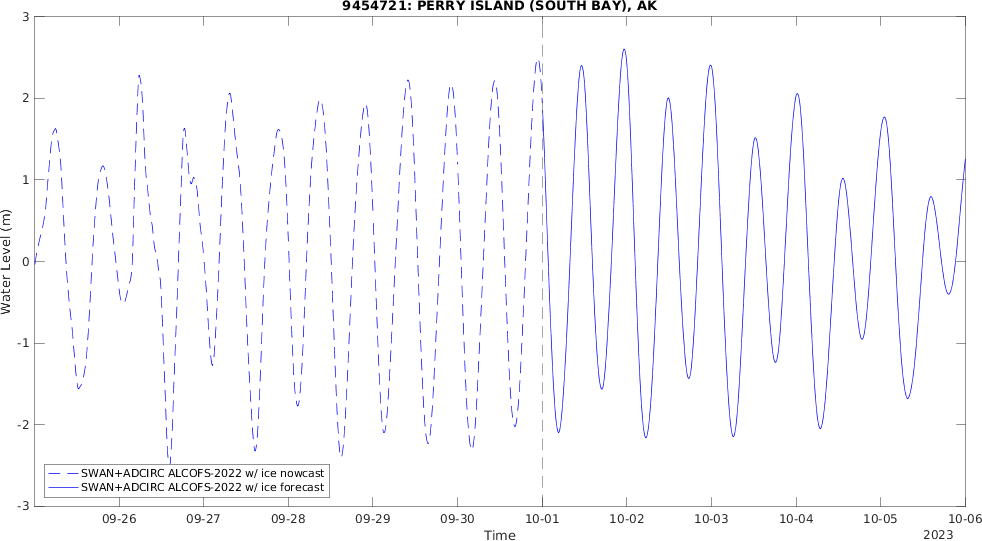 9454721: PERRY ISLAND (SOUTH BAY), AK
3
2
1
0
-1
-2
-3
Water Level (m)
SWAN+ADCIRC ALCOFS-2022 w/ ice nowcast
SWAN+ADCIRC ALCOFS-2022 w/ ice forecast
09-26 09-27 09-28 09-29 09-30 10-01 10-02 10-03 10-04 10-05 10-06
Time
2023